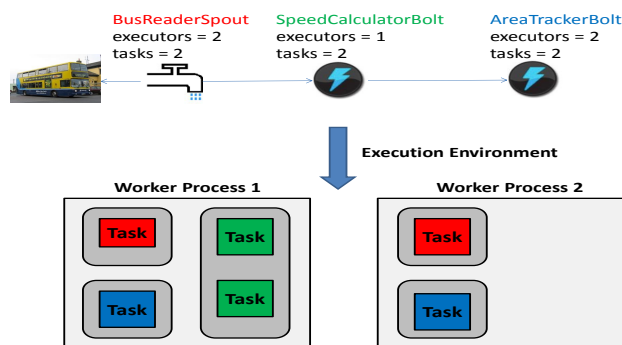 BusReaderSpout
executors = 2
tasks = 2
SpeedCalculatorBolt
executors = 1
tasks = 2
AreaTrackerBolt
executors = 2
tasks = 2
Execution Environment
Worker Process 1
Worker Process 2
Task
Task
Task
Task
Task
Task